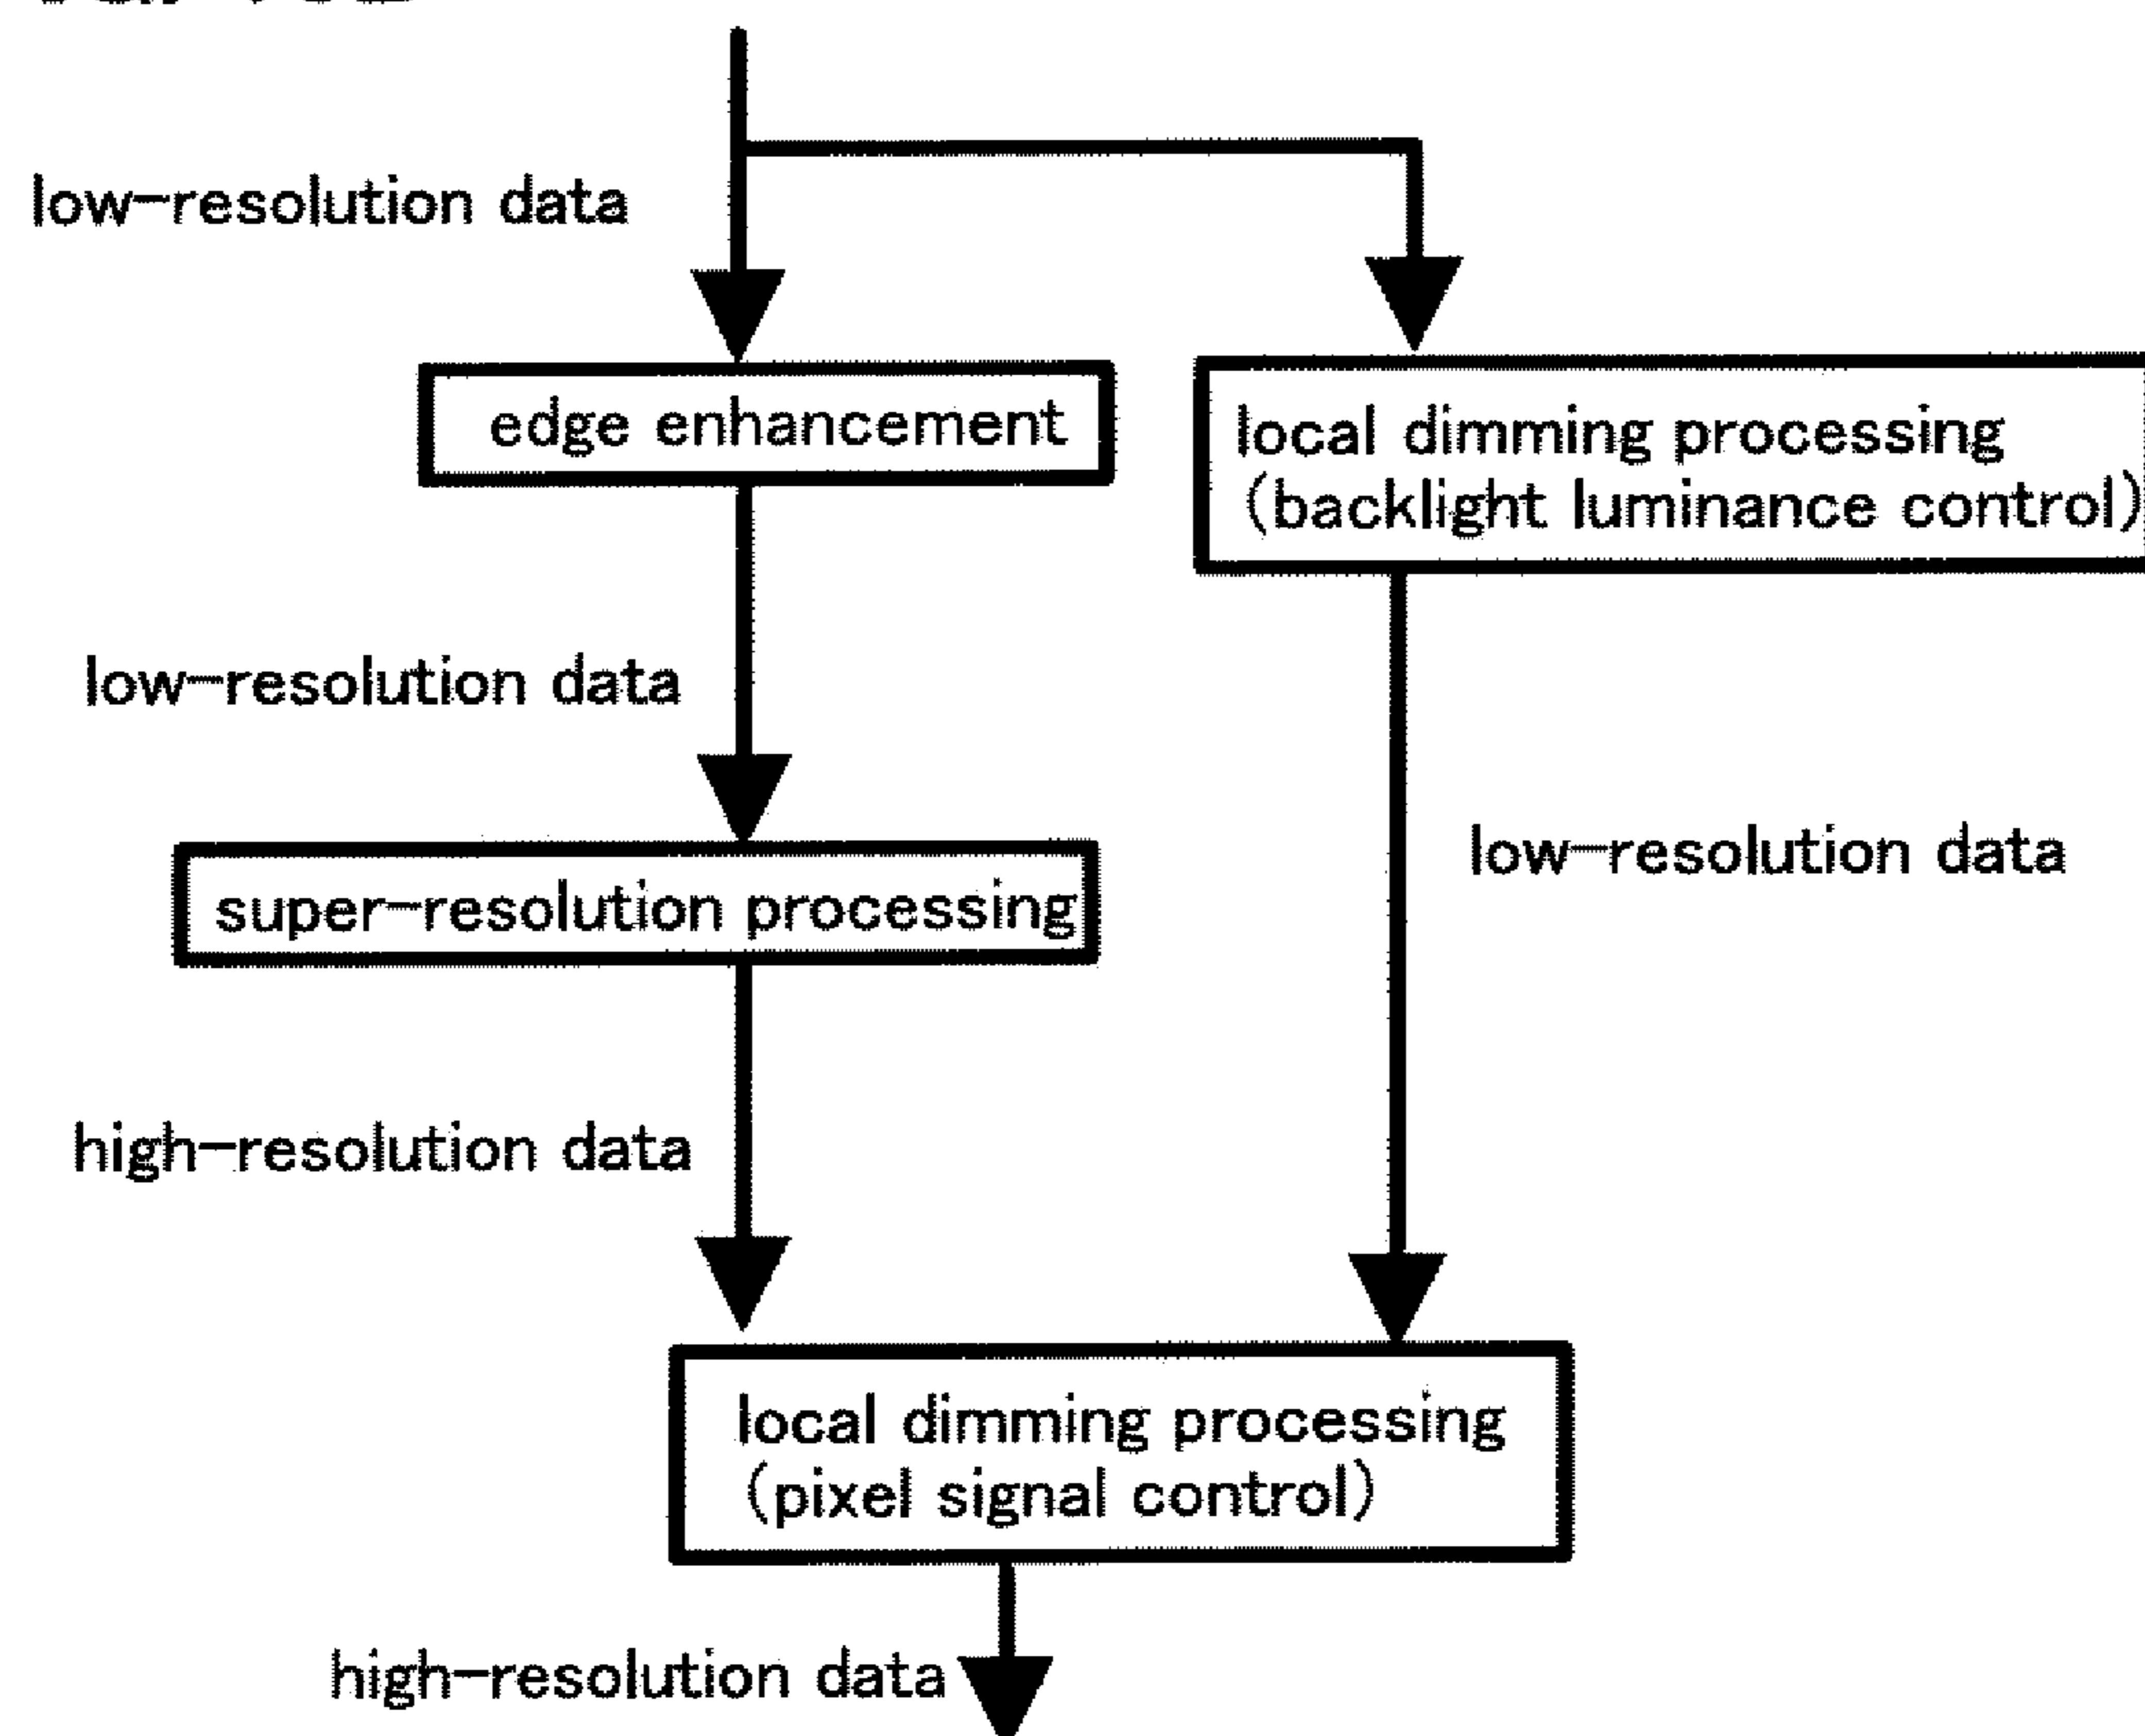 low-resolution data
edge enhancement
local dimming processing
(backlight luminance control)
low-resolution data
low-resolution data
super-resolution processing
high-resolution data
local dimming processing
(pixel signal control)
high-resolution data